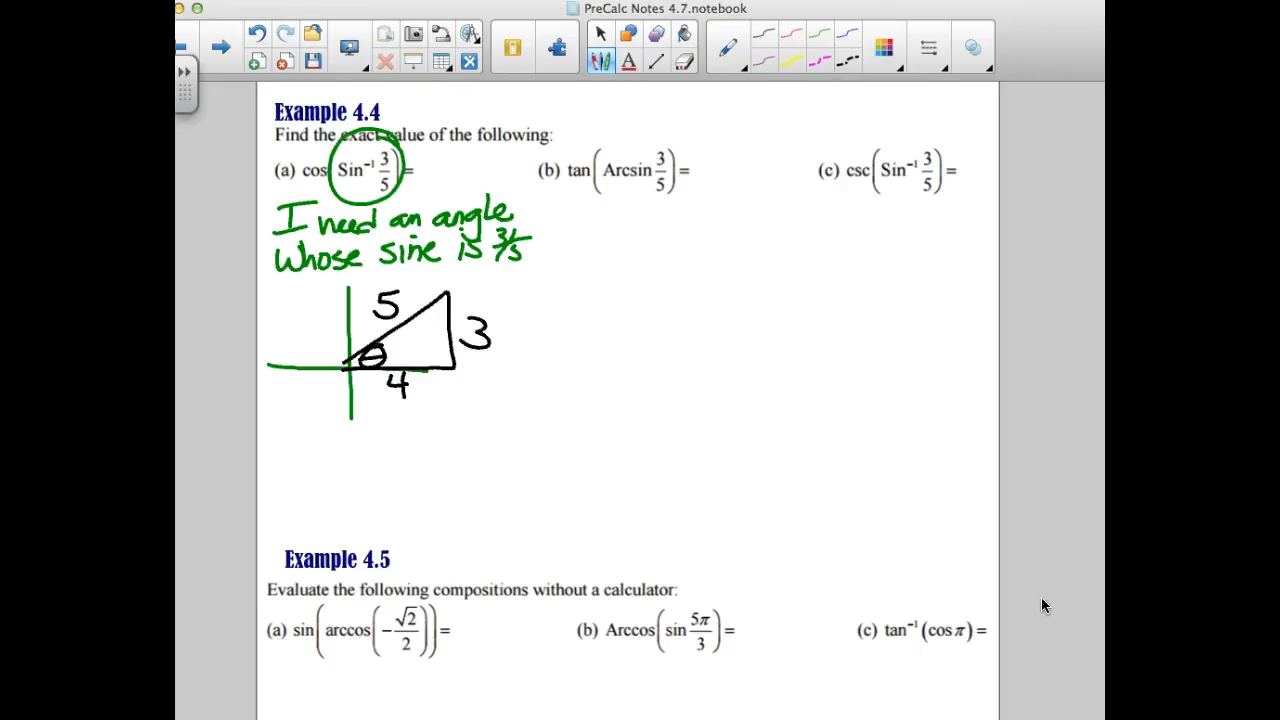 PreCalc Notes 4.7.notebook
Example 4.4
Find the exact value of the following:
(a) cos(Sin⁻¹ 3/5) =
(b) tan(Arcsin 3/5) =
(c) csc(Sin⁻¹ 3/5) =
I need an angle
whose sine is 3/5
5
3
θ
4
Example 4.5
Evaluate the following compositions without a calculator:
(a) sin(arccos(-√2/2)) =
(b) Arccos(sin 5π/3) =
(c) tan⁻¹(cos π) =